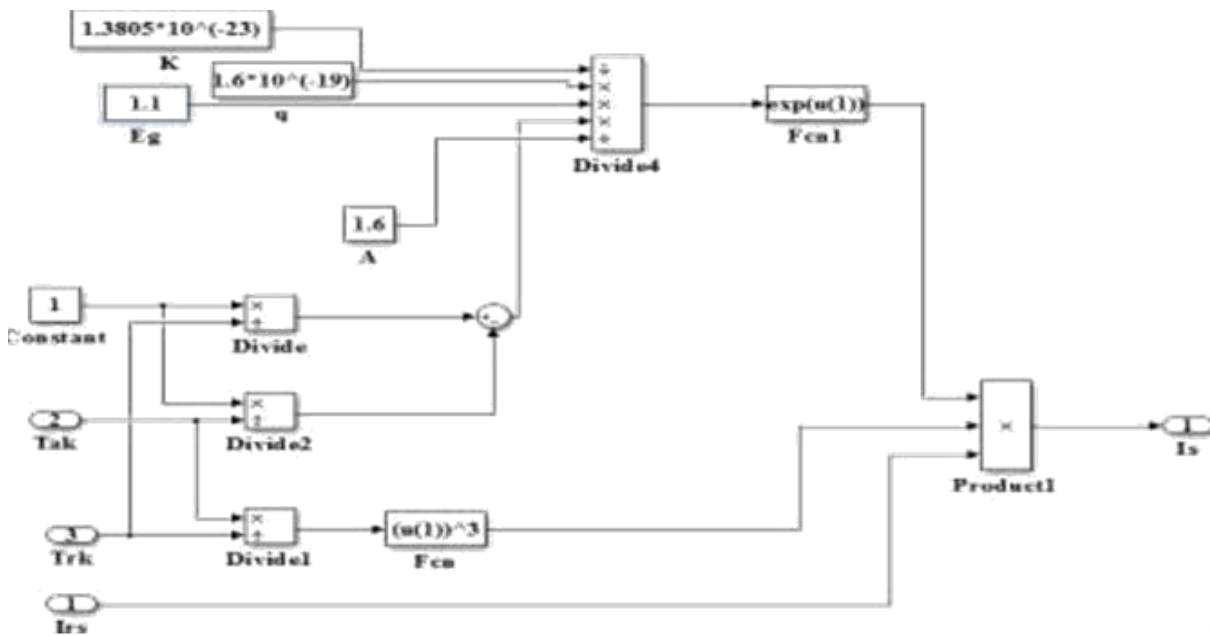 1.3805*10^(-23)
K
1.6*10^(-19)
q
1.1
Eg
÷
×
×
×
÷
Divide4
exp(u(1))
Fcn1
1.6
A
1
Constant
×
÷
Divide
+
-
2
Tak
×
÷
Divide2
×
Product1
1
Is
3
Trk
×
÷
Divide1
(u(1))^3
Fcn
1
Irs